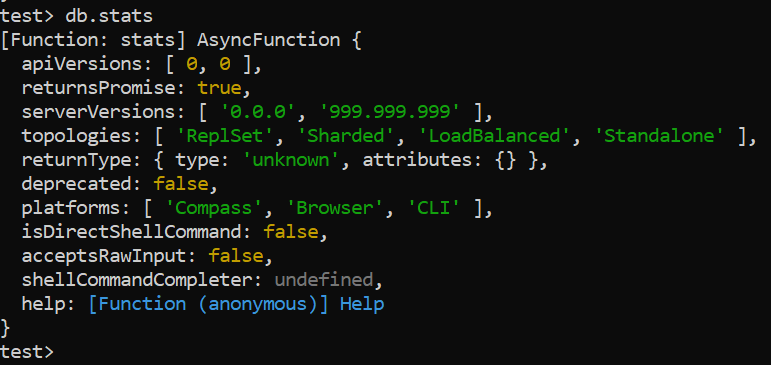 test> db.stats
[Function: stats] AsyncFunction {
  apiVersions: [ 0, 0 ],
  returnsPromise: true,
  serverVersions: [ '0.0.0', '999.999.999' ],
  topologies: [ 'ReplSet', 'Sharded', 'LoadBalanced', 'Standalone' ],
  returnType: { type: 'unknown', attributes: {} },
  deprecated: false,
  platforms: [ 'Compass', 'Browser', 'CLI' ],
  isDirectShellCommand: false,
  acceptsRawInput: false,
  shellCommandCompleter: undefined,
  help: [Function (anonymous)] Help
}
test>